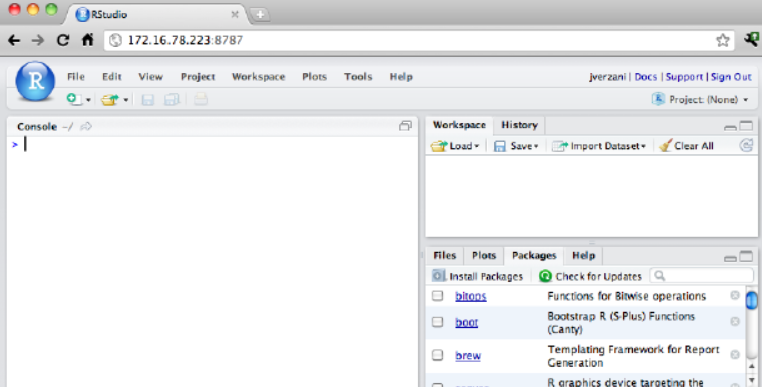 RStudio
172.16.78.223:8787
R File Edit View Project Workspace Plots Tools Help jverzani | Docs | Support | Sign Out
Project: (None)
Console ~/
>
Workspace History
Load Save Import Dataset Clear All
Files Plots Packages Help
Install Packages Check for Updates
bitops Functions for Bitwise operations
boot Bootstrap R (S-Plus) Functions
(Canty)
brew Templating Framework for Report
Generation
R graphics device targeting the